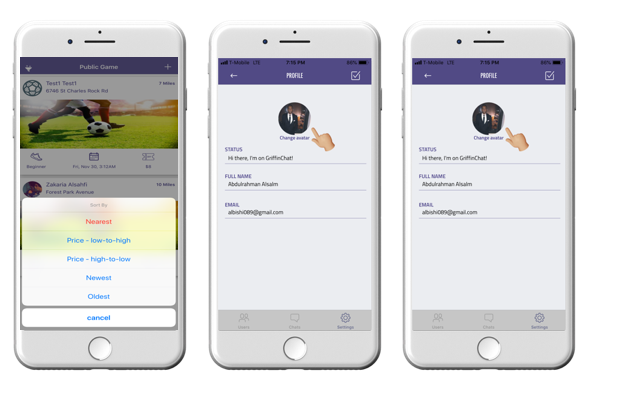 Public Game
Test1 Test1
7 Miles
6746 St Charles Rock Rd
Beginner
Fri, Nov 30, 5:10AM
$5
Zakaria Alsahfi
10 Miles
Forest Park Avenue
Sort By
Nearest
Price - low-to-high
Price - high-to-low
Newest
Oldest
cancel
T-Mobile LTE 7:15 PM 86%
PROFILE
Change avatar
STATUS
Hi there, I'm on GriffinChat!
FULL NAME
Abdulrahman Alsalm
EMAIL
albishi089@gmail.com
Users Chats Settings
T-Mobile LTE 7:15 PM 86%
PROFILE
Change avatar
STATUS
Hi there, I'm on GriffinChat!
FULL NAME
Abdulrahman Alsalm
EMAIL
albishi089@gmail.com
Users Chats Settings